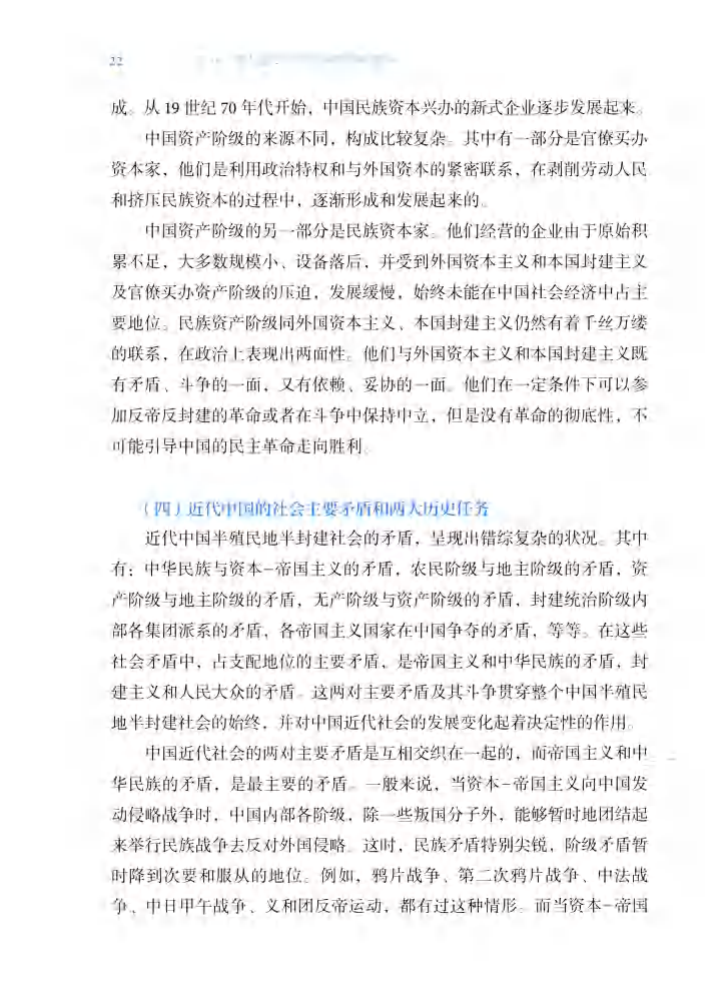 22
成。从 19 世纪 70 年代开始，中国民族资本兴办的新式企业逐步发展起来。
中国资产阶级的来源不同，构成比较复杂。其中有一部分是官僚买办
资本家，他们是利用政治特权和与外国资本的紧密联系，在剥削劳动人民
和挤压民族资本的过程中，逐渐形成和发展起来的。
中国资产阶级的另一部分是民族资本家。他们经营的企业由于原始积
累不足，大多数规模小、设备落后，并受到外国资本主义和本国封建主义
及官僚买办资产阶级的压迫，发展缓慢，始终未能在中国社会经济中占主
要地位。民族资产阶级同外国资本主义、本国封建主义仍然有着千丝万缕
的联系，在政治上表现出两面性。他们与外国资本主义和本国封建主义既
有矛盾、斗争的一面，又有依赖、妥协的一面。他们在一定条件下可以参
加反帝反封建的革命或者在斗争中保持中立，但是没有革命的彻底性，不
可能引导中国的民主革命走向胜利。
（四）近代中国的社会主要矛盾和两大历史任务
近代中国半殖民地半封建社会的矛盾，呈现出错综复杂的状况。其中
有：中华民族与资本-帝国主义的矛盾，农民阶级与地主阶级的矛盾，资
产阶级与地主阶级的矛盾，无产阶级与资产阶级的矛盾，封建统治阶级内
部各集团派系的矛盾，各帝国主义国家在中国争夺的矛盾，等等。在这些
社会矛盾中，占支配地位的主要矛盾，是帝国主义和中华民族的矛盾，封
建主义和人民大众的矛盾。这两对主要矛盾及其斗争贯穿整个中国半殖民
地半封建社会的始终，并对中国近代社会的发展变化起着决定性的作用。
中国近代社会的两对主要矛盾是互相交织在一起的，而帝国主义和中
华民族的矛盾，是最主要的矛盾。一般来说，当资本-帝国主义向中国发
动侵略战争时，中国内部各阶级，除一些叛国分子外，能够暂时地团结起
来举行民族战争去反对外国侵略。这时，民族矛盾特别尖锐，阶级矛盾暂
时降到次要和服从的地位。例如，鸦片战争、第二次鸦片战争、中法战
争、中日甲午战争、义和团反帝运动，都有过这种情形。而当资本-帝国